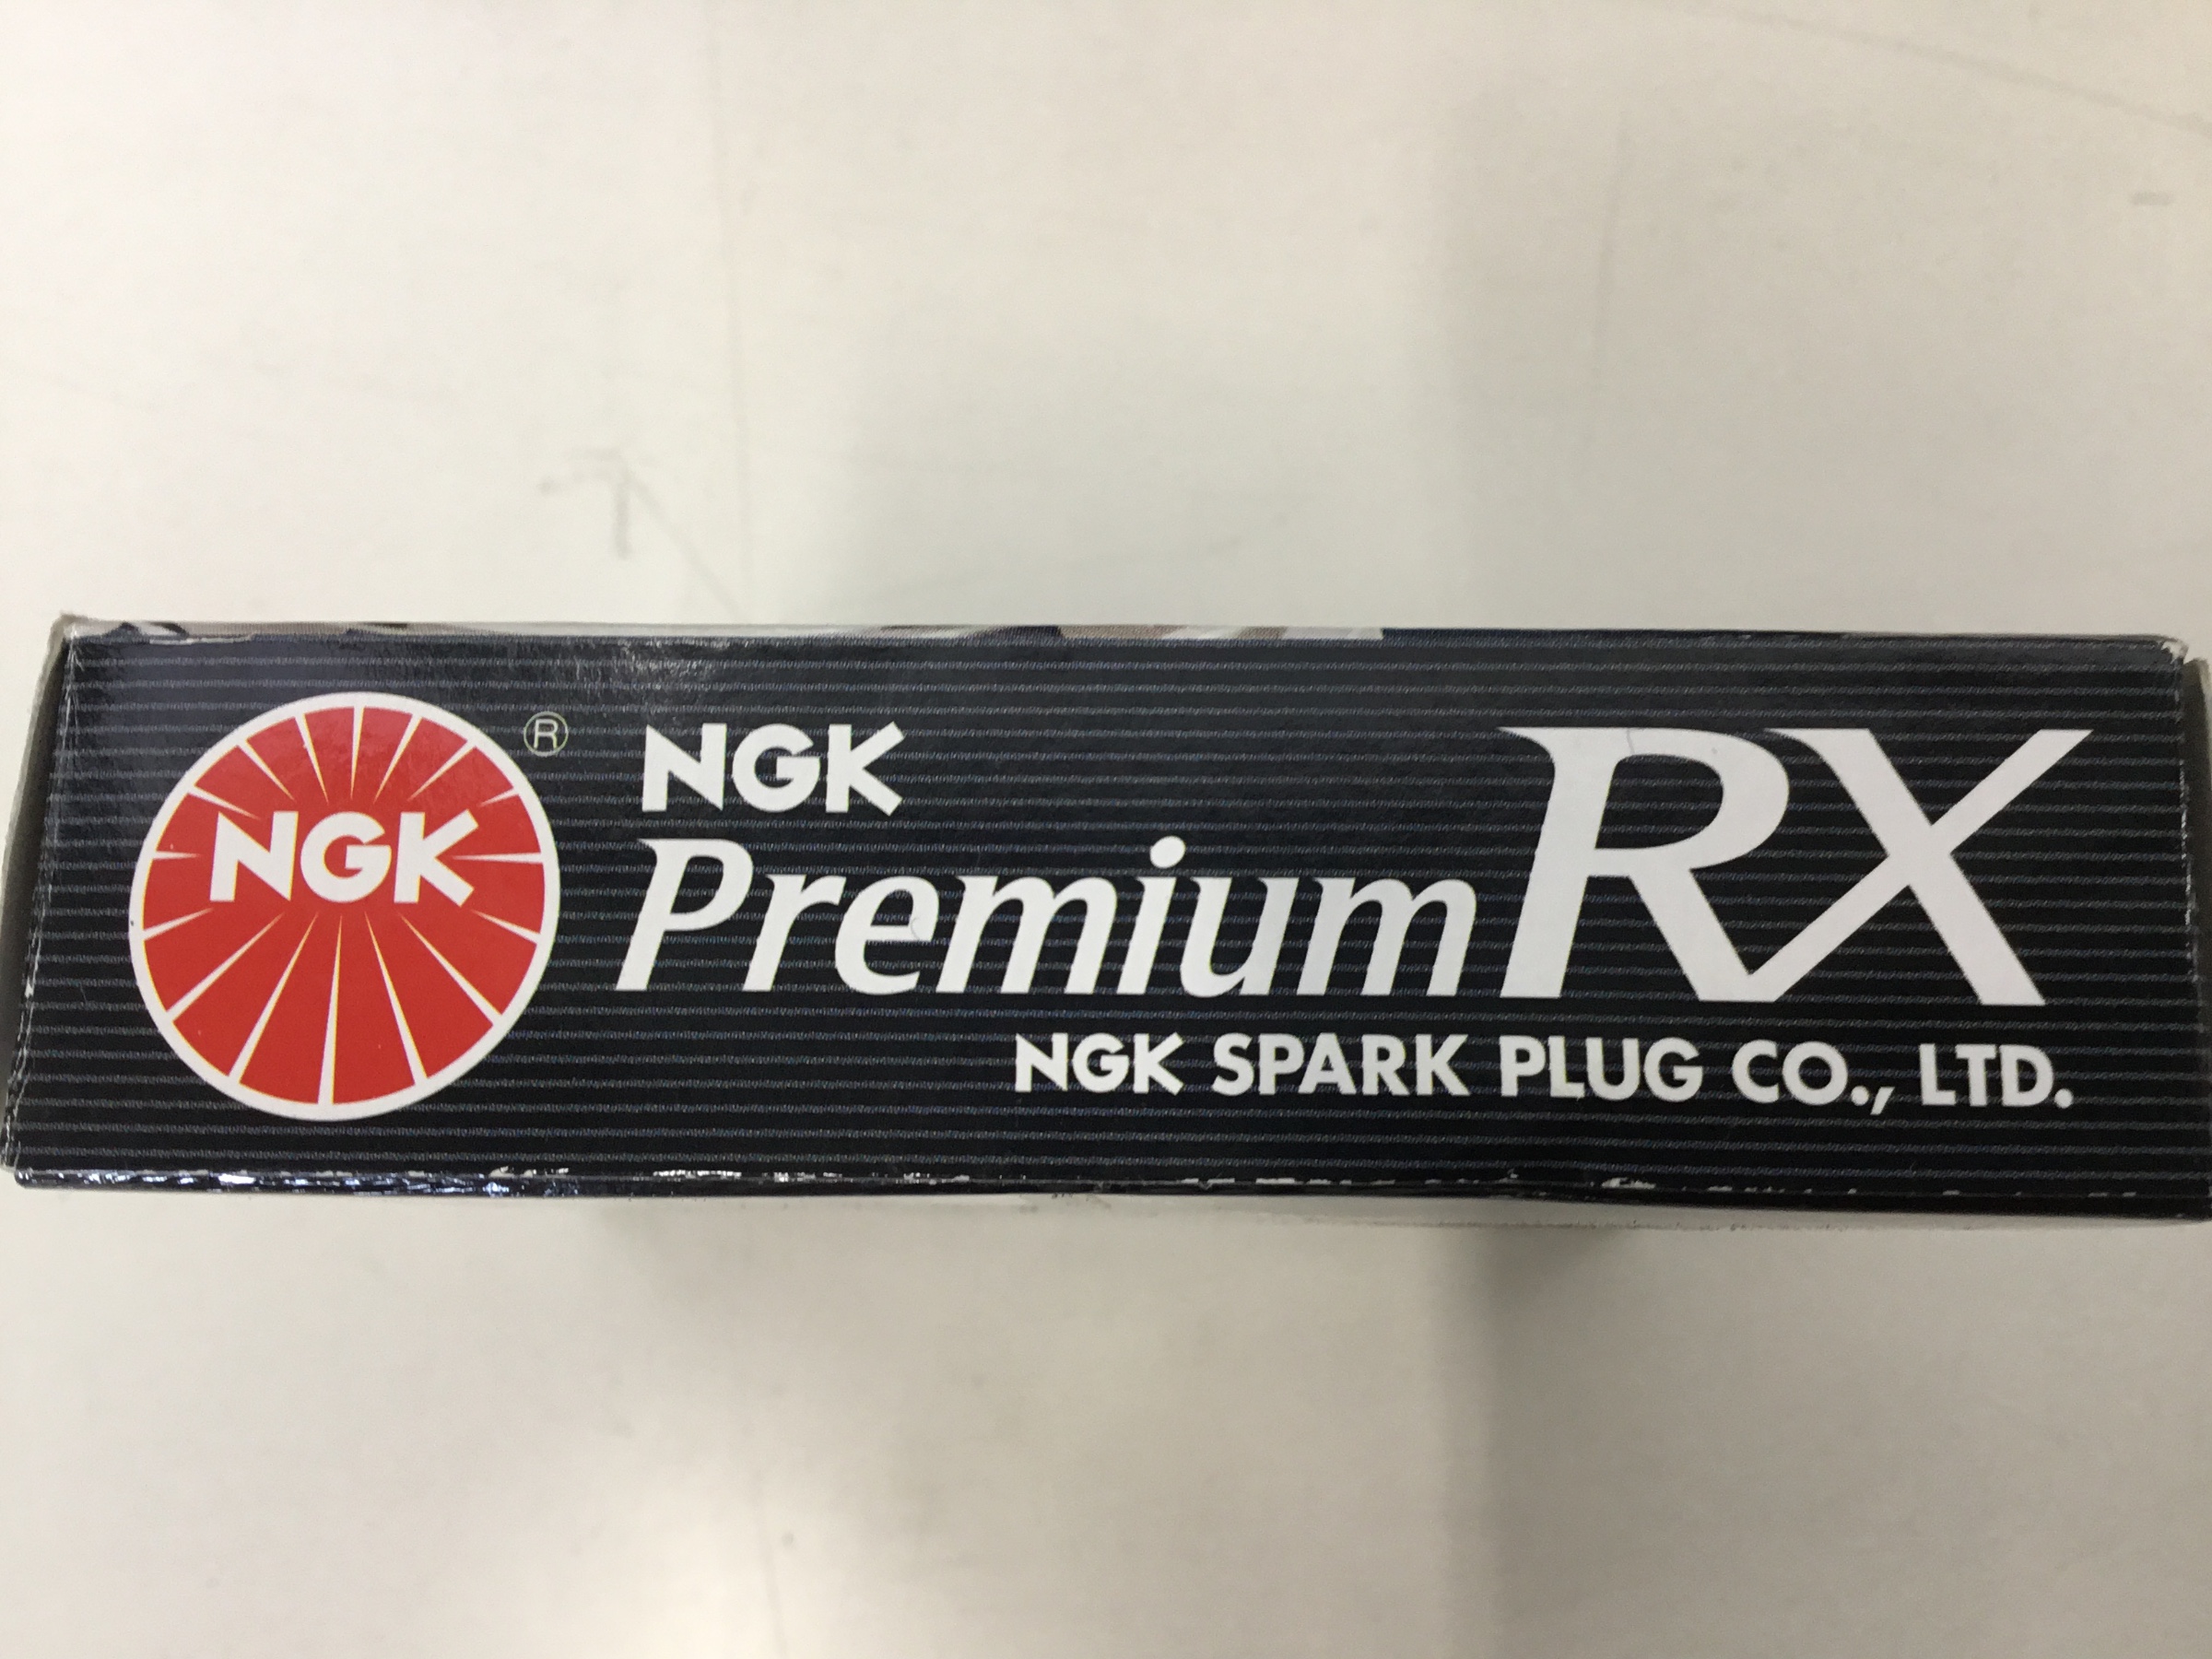 NGK
®
NGK
Premium RX
NGK SPARK PLUG CO., LTD.